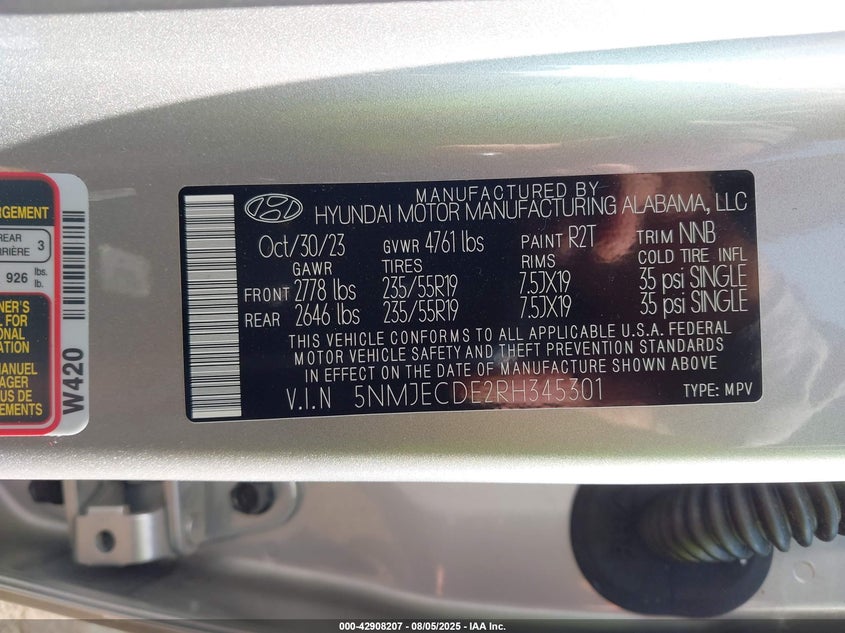 RGEMENT
REAR
RRIÈRE 3
926 lbs.
lb.
NER'S
L FOR
ONAL
ATION
MANUEL
AGER
US DE
EMENTS
W420
MANUFACTURED BY
HYUNDAI MOTOR MANUFACTURING ALABAMA, LLC
Oct/30/23 GVWR 4761 lbs PAINT R2T TRIM NNB
GAWR TIRES RIMS COLD TIRE INFL
FRONT 2778 lbs 235/55R19 7.5JX19 35 psi SINGLE
REAR 2646 lbs 235/55R19 7.5JX19 35 psi SINGLE
THIS VEHICLE CONFORMS TO ALL APPLICABLE U.S.A. FEDERAL
MOTOR VEHICLE SAFETY AND THEFT PREVENTION STANDARDS
IN EFFECT ON THE DATE OF MANUFACTURE SHOWN ABOVE
V.I.N 5NMJECDE2RH345301 TYPE: MPV
000-42908207 - 08/05/2025 - IAA Inc.